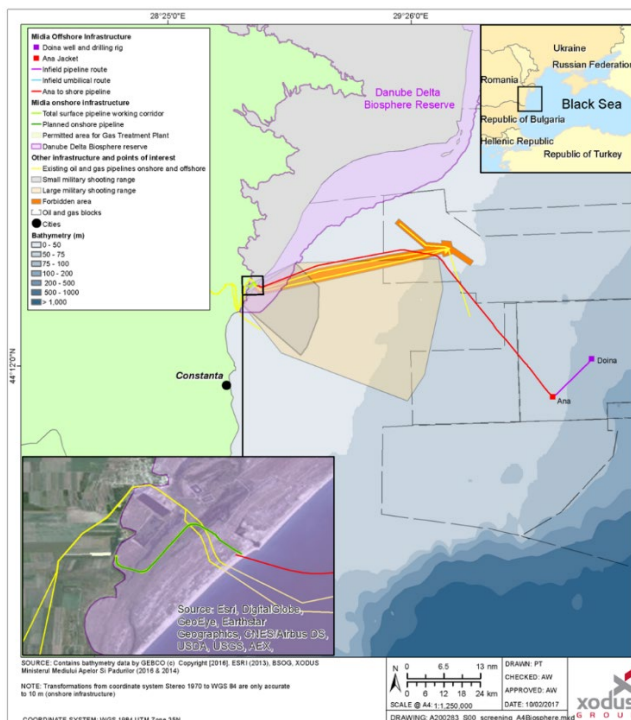 28°25'0"E
29°26'0"E
Midia Offshore Infrastructure
Doina well and drilling rig
Ana Jacket
Infield pipeline route
Infield umbilical route
Ana to shore pipeline
Midia onshore infrastructure
Total surface pipeline working corridor
Planned onshore pipeline
Permitted area for Gas Treatment Plant
Danube Delta Biosphere reserve
Other infrastructure and points of interest
Existing oil and gas pipelines onshore and offshore
Small military shooting range
Large military shooting range
Forbidden area
Oil and gas blocks
Cities
Bathymetry (m)
0 - 50
50 - 75
75 - 100
100 - 200
200 - 500
500 - 1000
> 1,000
Danube Delta
Biosphere Reserve
Ukraine
Russian Federation
Romania
Black Sea
Republic of Bulgaria
Hellenic Republic
Republic of Turkey
44°12'0"N
Constanta
Doina
Ana
Source: Esri, DigitalGlobe,
GeoEye, Earthstar
Geographics, CNES/Airbus DS,
USDA, USGS, AEX,
SOURCE: Contains bathymetry data by GEBCO (c) Copyright [2016]. ESRI (2013), BSOG, XODUS
Ministerul Mediului Apelor Si Padurilor (2016 & 2014)
NOTE: Transformations from coordinate system Stereo 1970 to WGS 84 are only accurate
to 10 m (onshore infrastructure)
COORDINATE SYSTEM: WGS 1984 UTM Zone 35N
N
0 6.5 13 nm
0 6 12 24 km
SCALE @ A4: 1:1,250,000
DRAWN: PT
CHECKED: AW
APPROVED: AW
DATE: 10/02/2017
DRAWING: A200283_S00_screening_A4Biosphere.mxd
xodus
GROUP